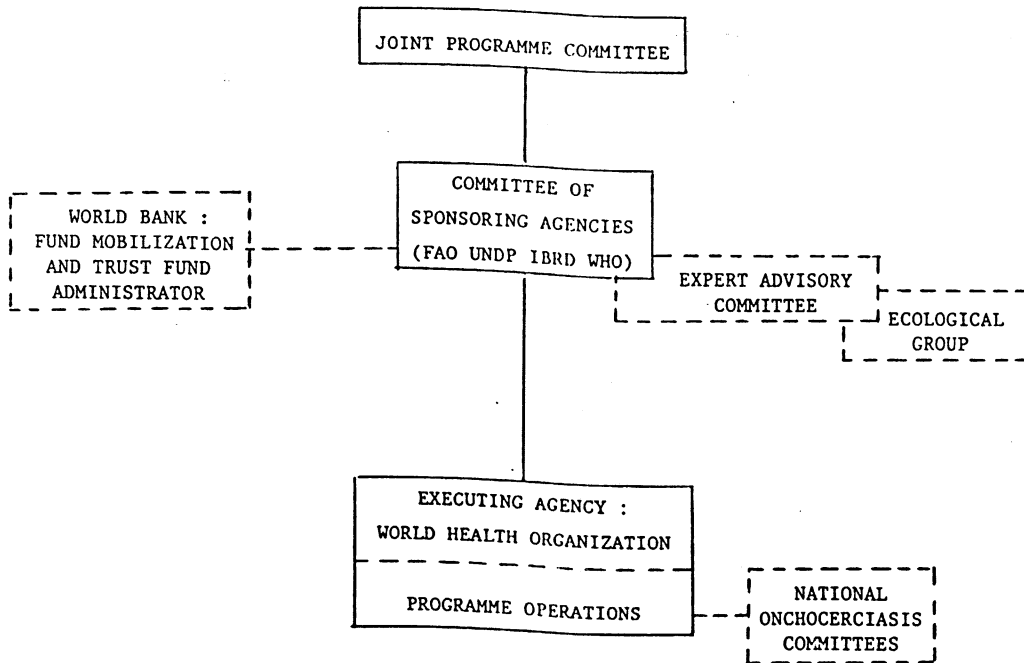 JOINT PROGRAMME COMMITTEE
COMMITTEE OF
SPONSORING AGENCIES
(FAO UNDP IBRD WHO)
WORLD BANK :
FUND MOBILIZATION
AND TRUST FUND
ADMINISTRATOR
EXPERT ADVISORY
COMMITTEE
ECOLOGICAL
GROUP
EXECUTING AGENCY :
WORLD HEALTH ORGANIZATION
PROGRAMME OPERATIONS
NATIONAL
ONCHOCERCIASIS
COMMITTEES